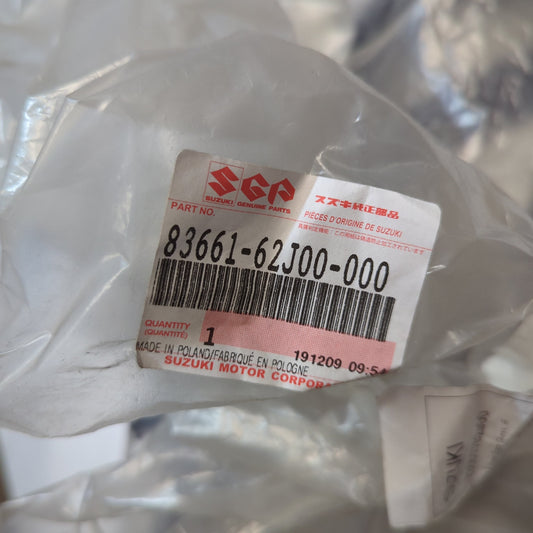 SGP
SUZUKI GENUINE PARTS
スズキ純正部品
PIÈCES D'ORIGINE DE SUZUKI
PART NO.
83661-62J00-000
QUANTITY
(QUANTITÉ)
1
191209 09:54
MADE IN POLAND/FABRIQUÉ EN POLOGNE
SUZUKI MOTOR CORPORA